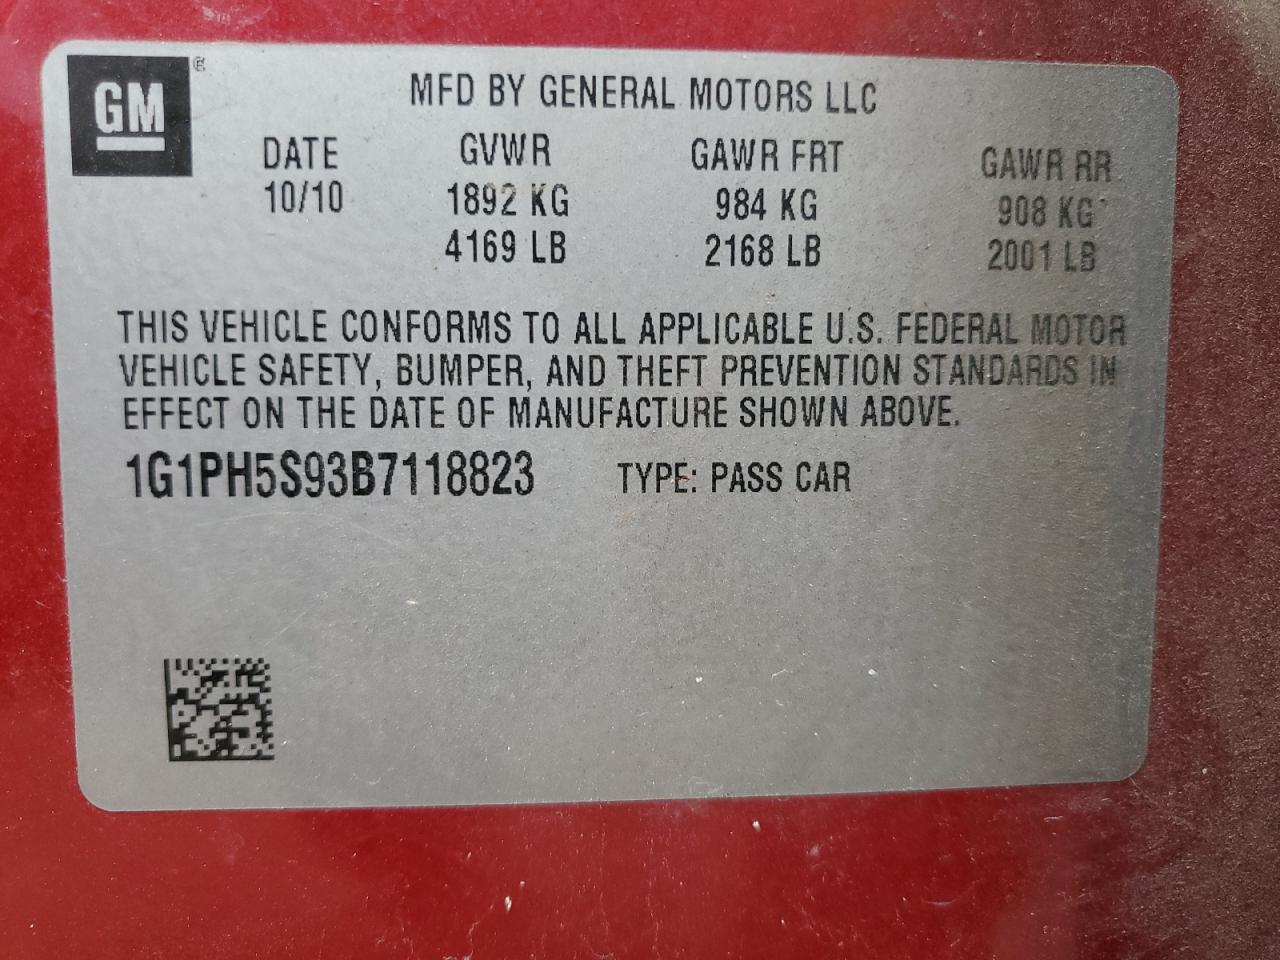 GM
MFD BY GENERAL MOTORS LLC
DATE GVWR GAWR FRT GAWR RR
10/10 1892 KG 984 KG 908 KG
4169 LB 2168 LB 2001 LB
THIS VEHICLE CONFORMS TO ALL APPLICABLE U.S. FEDERAL MOTOR
VEHICLE SAFETY, BUMPER, AND THEFT PREVENTION STANDARDS IN
EFFECT ON THE DATE OF MANUFACTURE SHOWN ABOVE.
1G1PH5S93B7118823 TYPE: PASS CAR